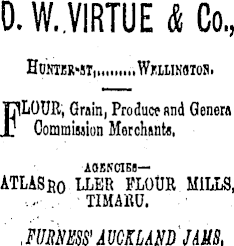 D. W. VIRTUE & Co.,
HUNTER-ST,......... WELLINGTON.
FLOUR, Grain, Produce and Genera
Commission Merchants,
AGENCIES—
ATLAS RO LLER FLOUR MILLS,
TIMARU.
FURNESS' AUCKLAND JAMS,